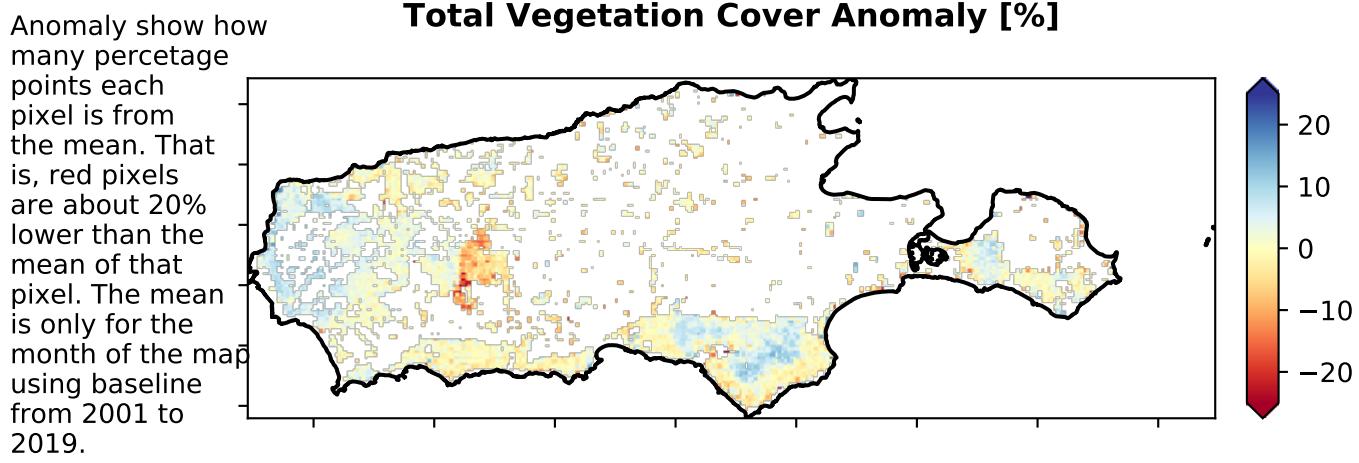 Total Vegetation Cover Anomaly [%]
Anomaly show how
many percetage
points each
pixel is from
the mean. That
is, red pixels
are about 20%
lower than the
mean of that
pixel. The mean
is only for the
month of the map
using baseline
from 2001 to
2019.
20
10
0
−10
−20